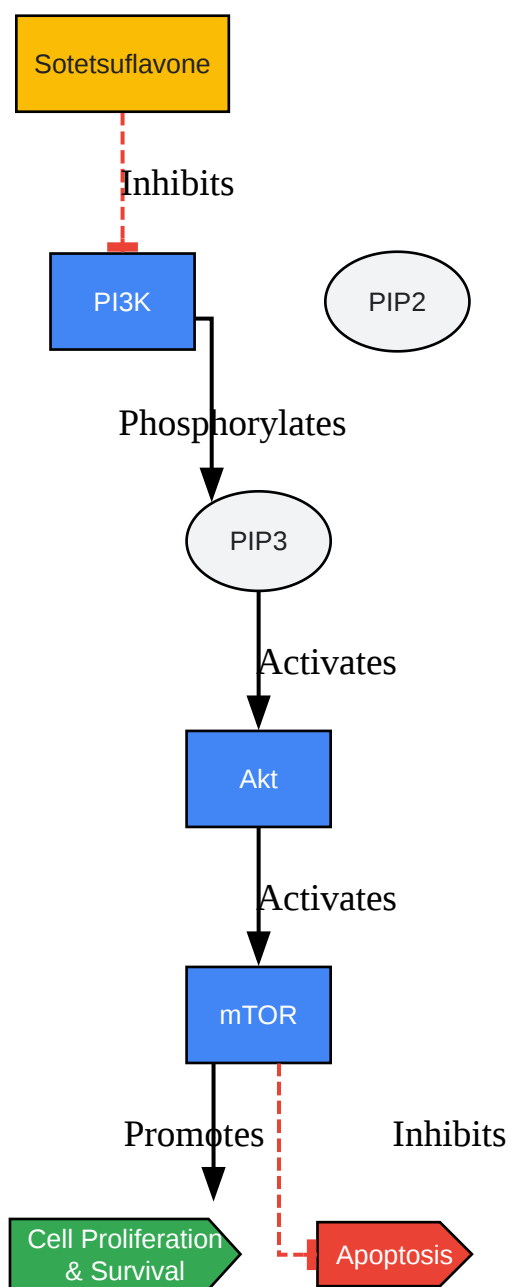 Sotetsuflavone
Inhibits
PI3K
PIP2
Phosphorylates
PIP3
Activates
Akt
Activates
mTOR
Promotes
Inhibits
Cell Proliferation
& Survival
Apoptosis